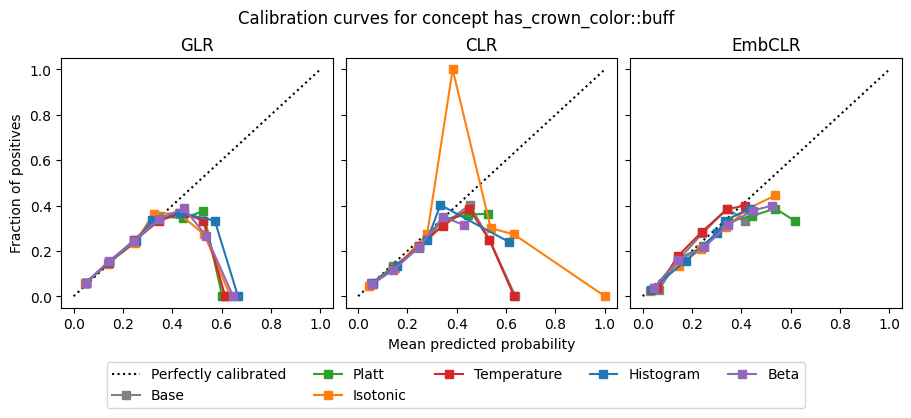 Calibration curves for concept has_crown_color::buff
GLR
CLR
EmbCLR
Fraction of positives
1.0
0.8
0.6
0.4
0.2
0.0
0.0 0.2 0.4 0.6 0.8 1.0
0.0 0.2 0.4 0.6 0.8 1.0
0.0 0.2 0.4 0.6 0.8 1.0
Mean predicted probability
Perfectly calibrated
Base
Platt
Isotonic
Temperature
Histogram
Beta